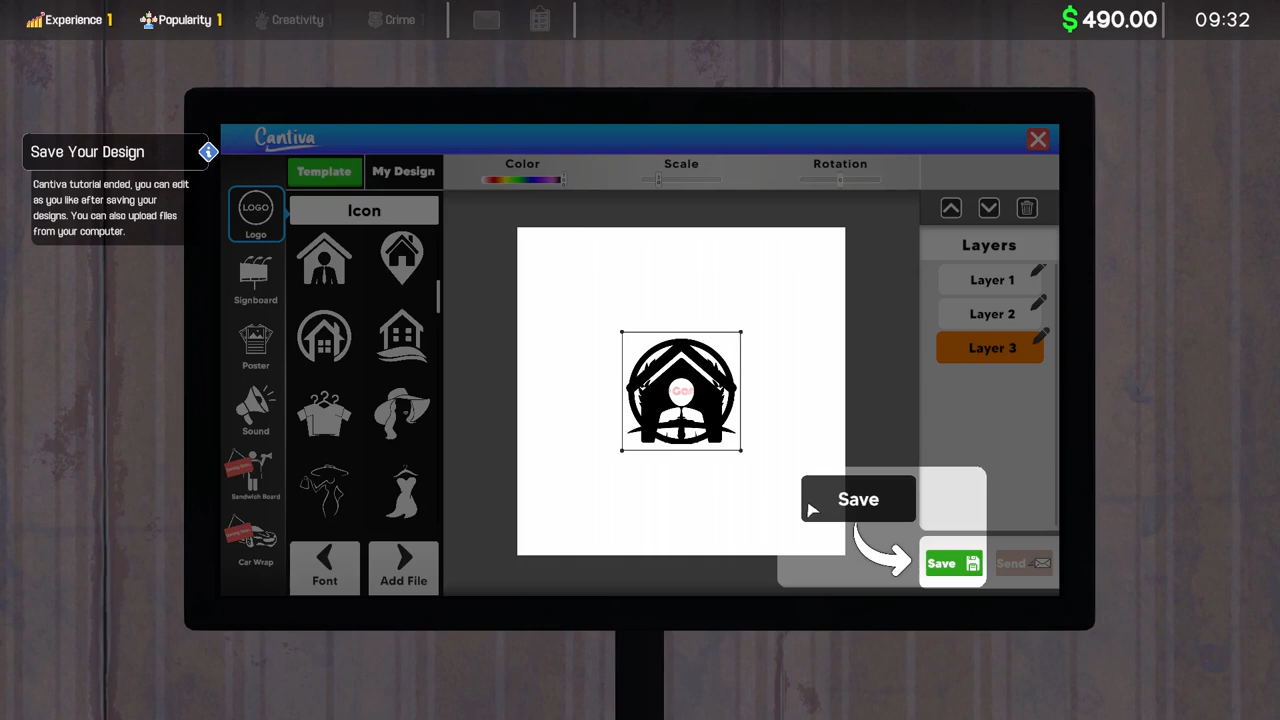 Experience 1
Popularity 1
Creativity
Crime
$ 490.00
09:32
Save Your Design
Cantiva tutorial ended, you can edit
as you like after saving your
designs. You can also upload files
from your computer.
Cantiva
Template
My Design
Color
Scale
Rotation
LOGO
Logo
Icon
Signboard
Poster
Sound
Sandwich Board
Car Wrap
Font
Add File
Layers
Layer 1
Layer 2
Layer 3
Save
Save
Send